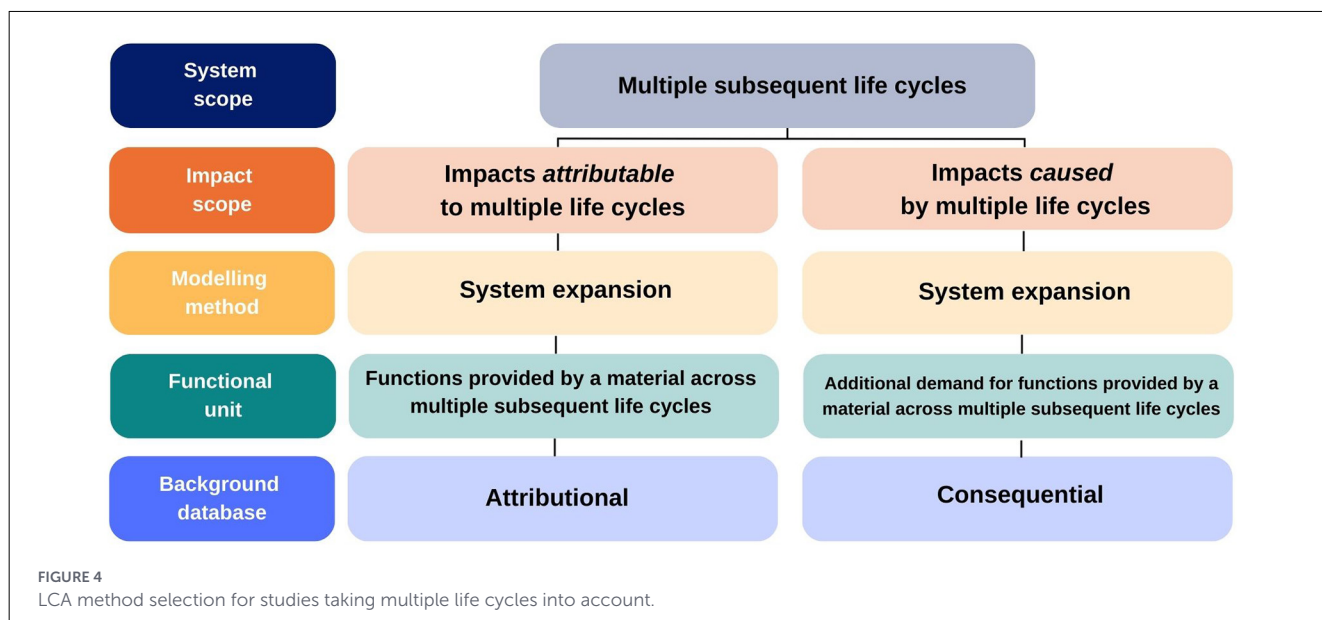 System
scope
Multiple subsequent life cycles
Impact
scope
Impacts attributable
to multiple life cycles
Impacts caused
by multiple life cycles
Modelling
method
System expansion
System expansion
Functional
unit
Functions provided by a material across
multiple subsequent life cycles
Additional demand for functions provided by a
material across multiple subsequent life cycles
Background
database
Attributional
Consequential
FIGURE 4
LCA method selection for studies taking multiple life cycles into account.